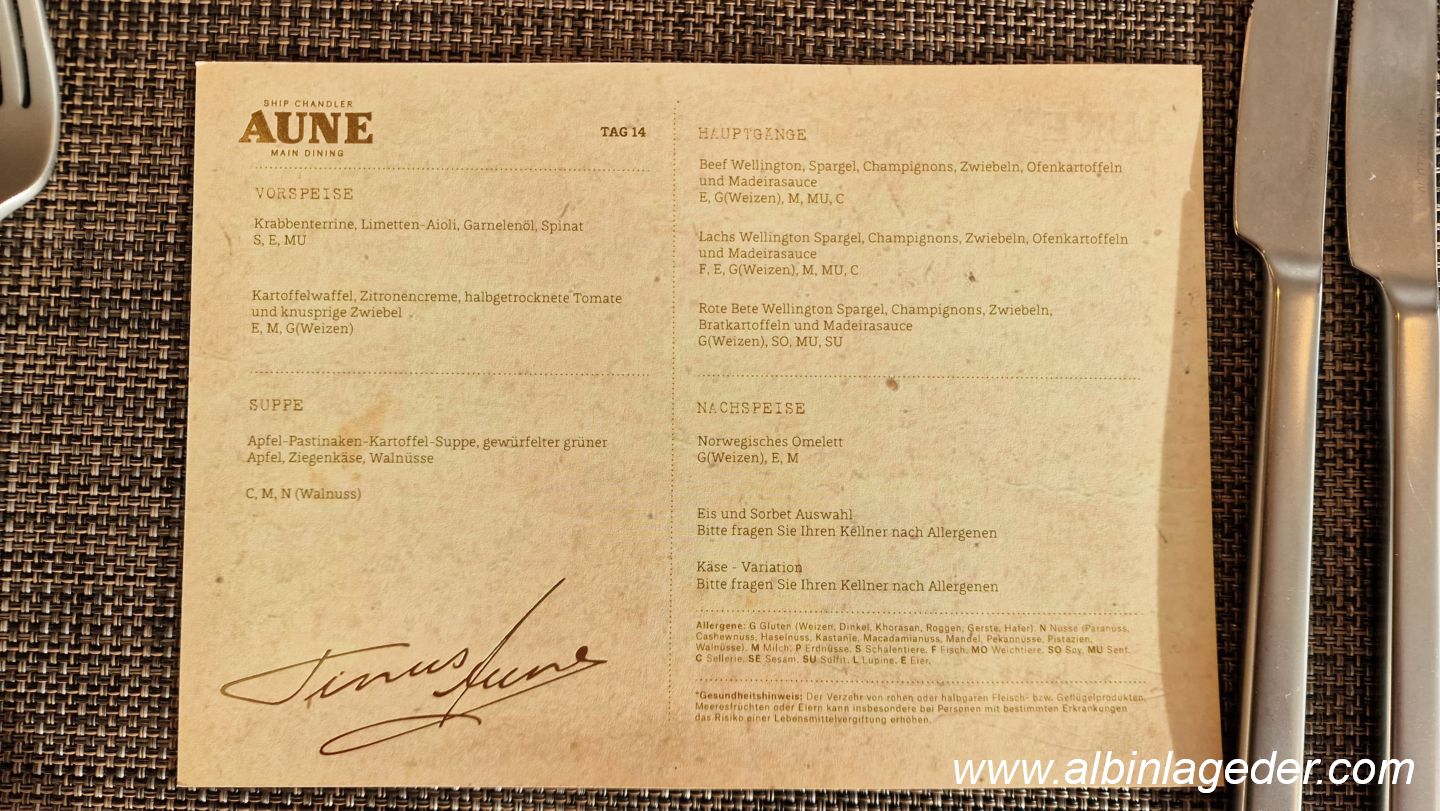 SHIP CHANDLER
AUNE
MAIN DINING
TAG 14
VORSPEISE
Krabbenterrine, Limetten-Aioli, Garnelenöl, Spinat
S, E, MU
Kartoffelwaffel, Zitronencreme, halbgetrocknete Tomate
und knusprige Zwiebel
E, M, G(Weizen)
SUPPE
Apfel-Pastinaken-Kartoffel-Suppe, gewürfelter grüner
Apfel, Ziegenkäse, Walnüsse
C, M, N (Walnuss)
Tinus Aune
HAUPTGÄNGE
Beef Wellington, Spargel, Champignons, Zwiebeln, Ofenkartoffeln
und Madeirasauce
E, G(Weizen), M, MU, C
Lachs Wellington Spargel, Champignons, Zwiebeln, Ofenkartoffeln
und Madeirasauce
F, E, G(Weizen), M, MU, C
Rote Bete Wellington Spargel, Champignons, Zwiebeln,
Bratkartoffeln und Madeirasauce
G(Weizen), SO, MU, SU
NACHSPEISE
Norwegisches Omelett
G(Weizen), E, M
Eis und Sorbet Auswahl
Bitte fragen Sie Ihren Kellner nach Allergenen
Käse - Variation
Bitte fragen Sie Ihren Kellner nach Allergenen
Allergene: G Gluten (Weizen, Dinkel, Khorasan, Roggen, Gerste, Hafer). N Nüsse (Paranuss,
Cashewnuss, Haselnuss, Kastanie, Macadamianuss, Mandel, Pekannüsse, Pistazien,
Walnüsse). M Milch. P Erdnüsse. S Schalentiere. F Fisch. MO Weichtiere. SO Soy. MU Senf.
C Sellerie. SE Sesam. SU Sulfit. L Lupine. E Eier.
*Gesundheitshinweis: Der Verzehr von rohen oder halbgaren Fleisch- bzw. Geflügelprodukten,
Meeresfrüchten oder Eiern kann insbesondere bei Personen mit bestimmten Erkrankungen
das Risiko einer Lebensmittelvergiftung erhöhen.
www.albinlageder.com